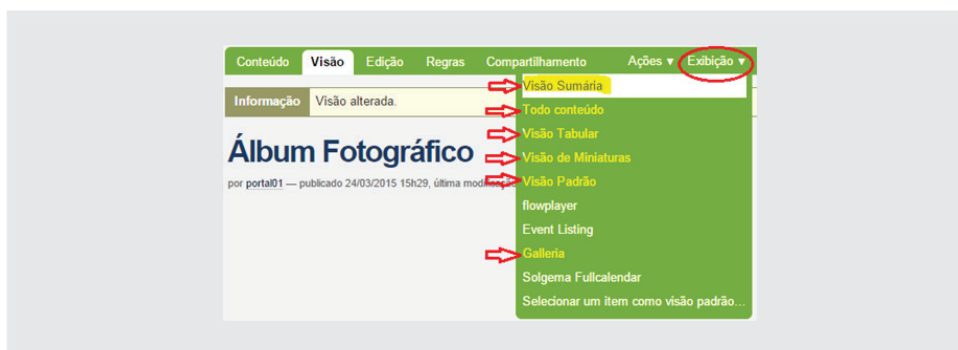 Conteúdo Visão Edição Regras Compartilhamento Ações ▼ Exibição ▼
Visão Sumária
Informação Visão alterada.
Todo conteúdo
Visão Tabular
Álbum Fotográfico
Visão de Miniaturas
por portal01 — publicado 24/03/2015 15h29, última
Visão Padrão
flowplayer
Event Listing
Galleria
Solgema Fullcalendar
Selecionar um item como visão padrão...